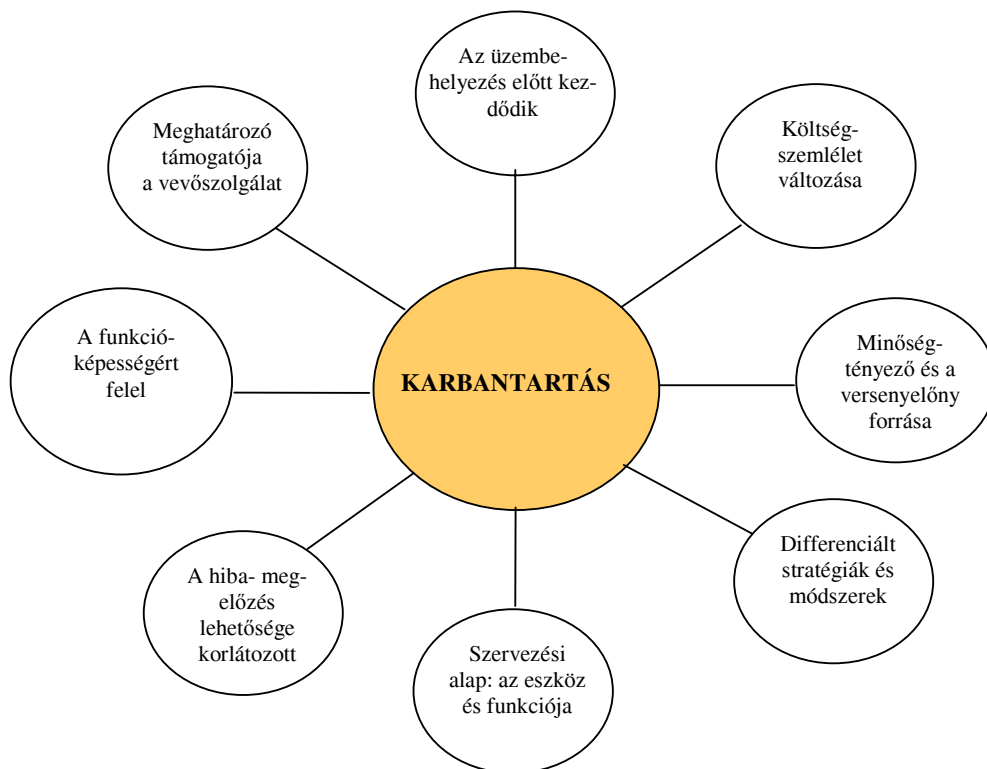 Az üzembe-
helyezés előtt kez-
dődik
Meghatározó
támogatója
a vevőszolgálat
Költség-
szemlélet
változása
A funkció-
képességért
felel
KARBANTARTÁS
Minőség-
tényező és a
versenyelőny
forrása
A hiba- meg-
előzés
lehetősége
korlátozott
Differenciált
stratégiák és
módszerek
Szervezési
alap: az eszköz
és funkciója